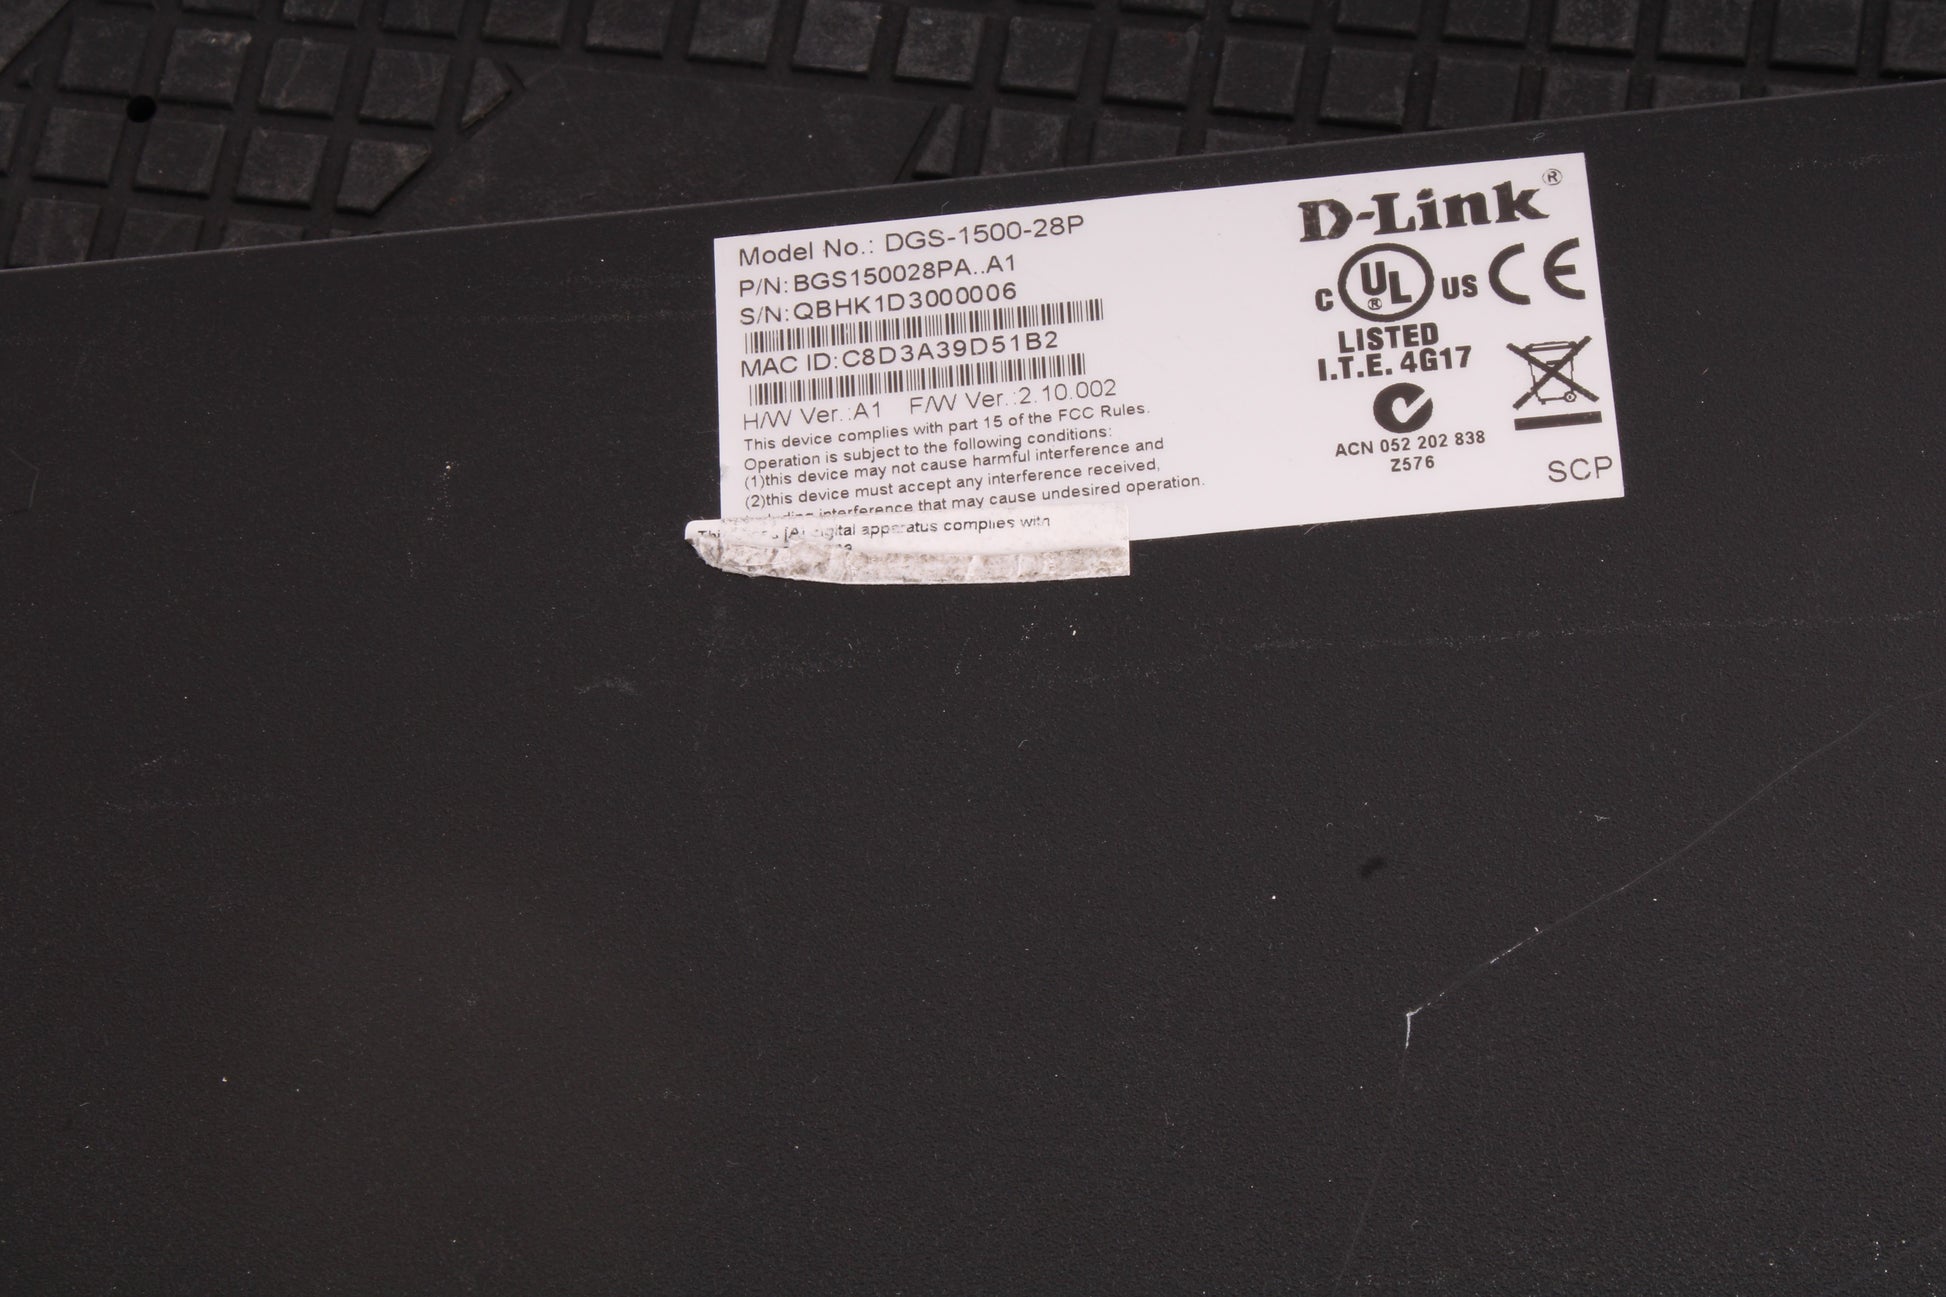 Model No.: DGS-1500-28P
P/N:BGS150028PA..A1
S/N:QBHK1D3000006
MAC ID:C8D3A39D51B2
H/W Ver.:A1 F/W Ver.:2.10.002
This device complies with part 15 of the FCC Rules.
Operation is subject to the following conditions:
(1)this device may not cause harmful interference and
(2)this device must accept any interference received,
including interference that may cause undesired operation.
digital apparatus complies with
D-Link®
C UL® US CE
LISTED
I.T.E. 4G17
ACN 052 202 838
Z576
SCP